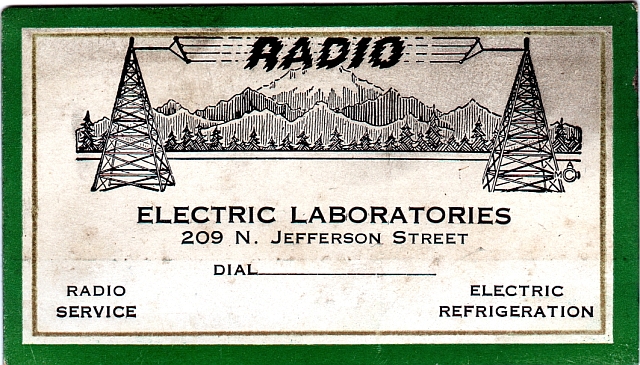 RADIO
ELECTRIC LABORATORIES
209 N. JEFFERSON STREET
DIAL
RADIO
SERVICE
ELECTRIC
REFRIGERATION